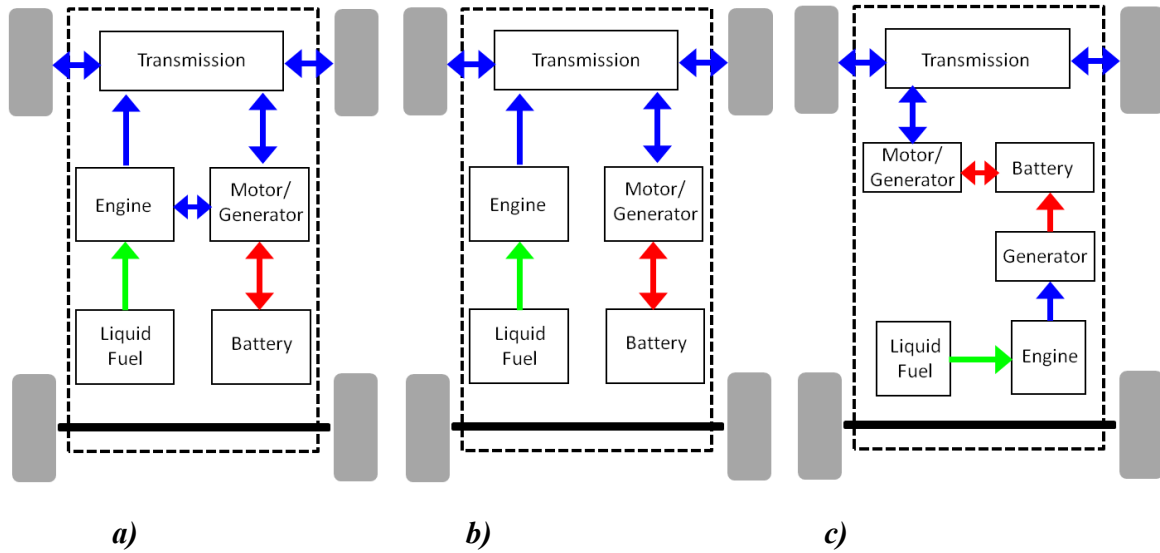 Transmission
Engine
Motor/
Generator
Liquid
Fuel
Battery
a)
Transmission
Engine
Motor/
Generator
Liquid
Fuel
Battery
b)
Transmission
Motor/
Generator
Battery
Generator
Liquid
Fuel
Engine
c)